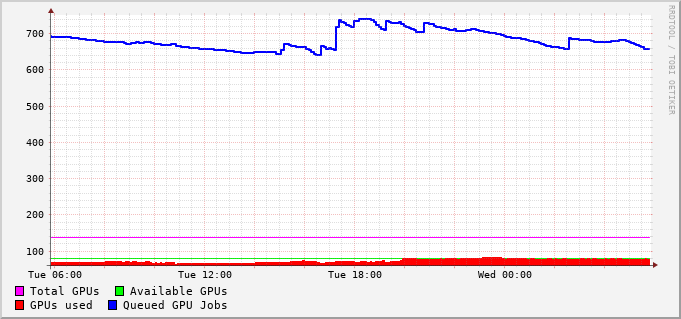 700
600
500
400
300
200
100
Tue 06:00 Tue 12:00 Tue 18:00 Wed 00:00
Total GPUs Available GPUs
GPUs used Queued GPU Jobs
RRDTOOL / TOBI OETIKER